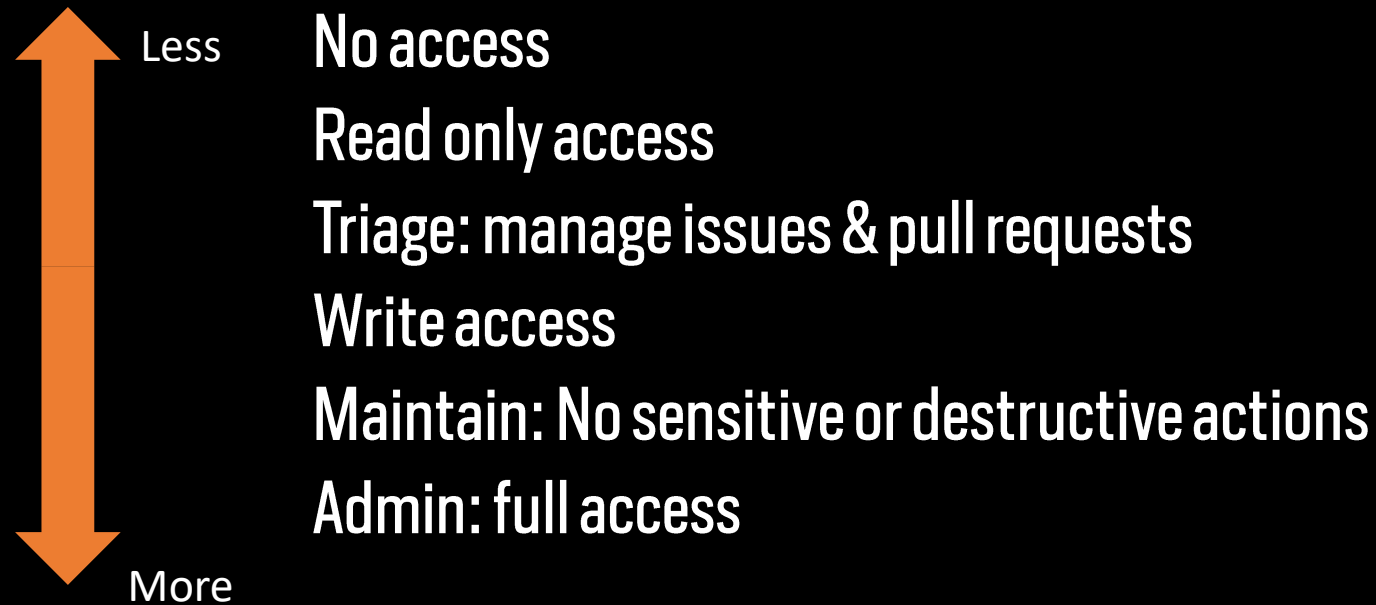 Less
No access
Read only access
Triage: manage issues & pull requests
Write access
Maintain: No sensitive or destructive actions
Admin: full access
More